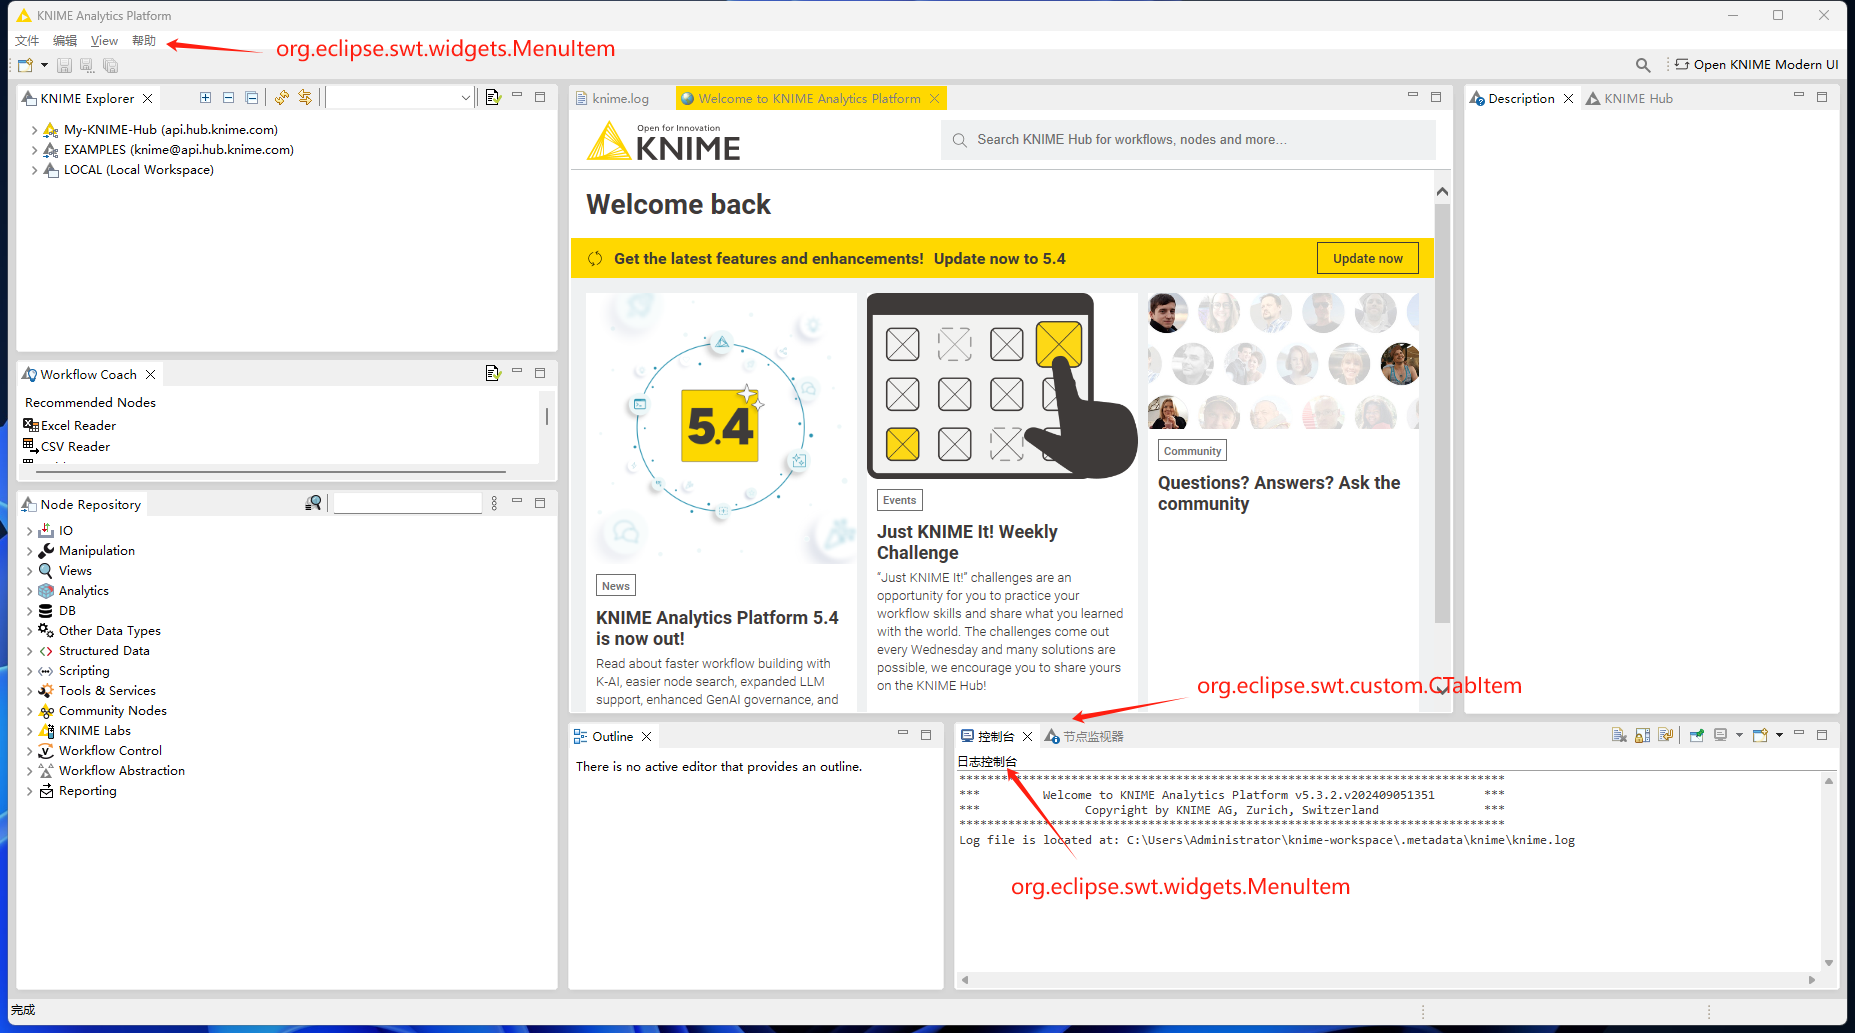 KNIME Analytics Platform
文件 编辑 View 帮助
org.eclipse.swt.widgets.MenuItem
Open KNIME Modern UI
KNIME Explorer
My-KNIME-Hub (api.hub.knime.com)
EXAMPLES (knime@api.hub.knime.com)
LOCAL (Local Workspace)
Workflow Coach
Recommended Nodes
Excel Reader
CSV Reader
Node Repository
IO
Manipulation
Views
Analytics
DB
Other Data Types
Structured Data
Scripting
Tools & Services
Community Nodes
KNIME Labs
Workflow Control
Workflow Abstraction
Reporting
knime.log
Welcome to KNIME Analytics Platform
Open for Innovation
KNIME
Search KNIME Hub for workflows, nodes and more...
Welcome back
Get the latest features and enhancements! Update now to 5.4
Update now
5.4
News
KNIME Analytics Platform 5.4
is now out!
Read about faster workflow building with
K-AI, easier node search, expanded LLM
support, enhanced GenAI governance, and
Events
Just KNIME It! Weekly
Challenge
“Just KNIME It!” challenges are an
opportunity for you to practice your
workflow skills and share what you learned
with the world. The challenges come out
every Wednesday and many solutions are
possible, we encourage you to share yours
on the KNIME Hub!
Community
Questions? Answers? Ask the
community
org.eclipse.swt.custom.CTabItem
Description
KNIME Hub
Outline
There is no active editor that provides an outline.
控制台
节点监视器
日志控制台
******************************************************************************
*** Welcome to KNIME Analytics Platform v5.3.2.v202409051351 ***
*** Copyright by KNIME AG, Zurich, Switzerland ***
******************************************************************************
Log file is located at: C:\Users\Administrator\knime-workspace\.metadata\knime\knime.log
org.eclipse.swt.widgets.MenuItem
完成